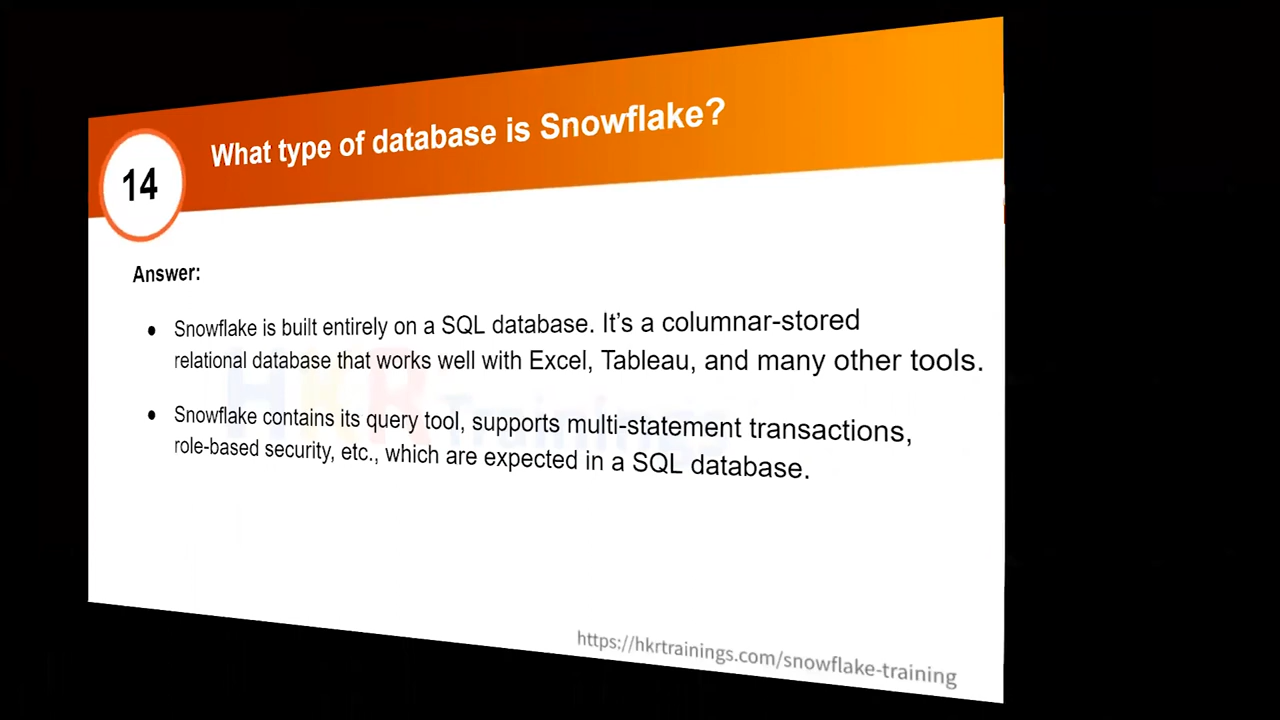 14
What type of database is Snowflake?
Answer:
• Snowflake is built entirely on a SQL database. It’s a columnar-stored
relational database that works well with Excel, Tableau, and many other tools.
• Snowflake contains its query tool, supports multi-statement transactions,
role-based security, etc., which are expected in a SQL database.
HKR Trainings
https://hkrtrainings.com/snowflake-training